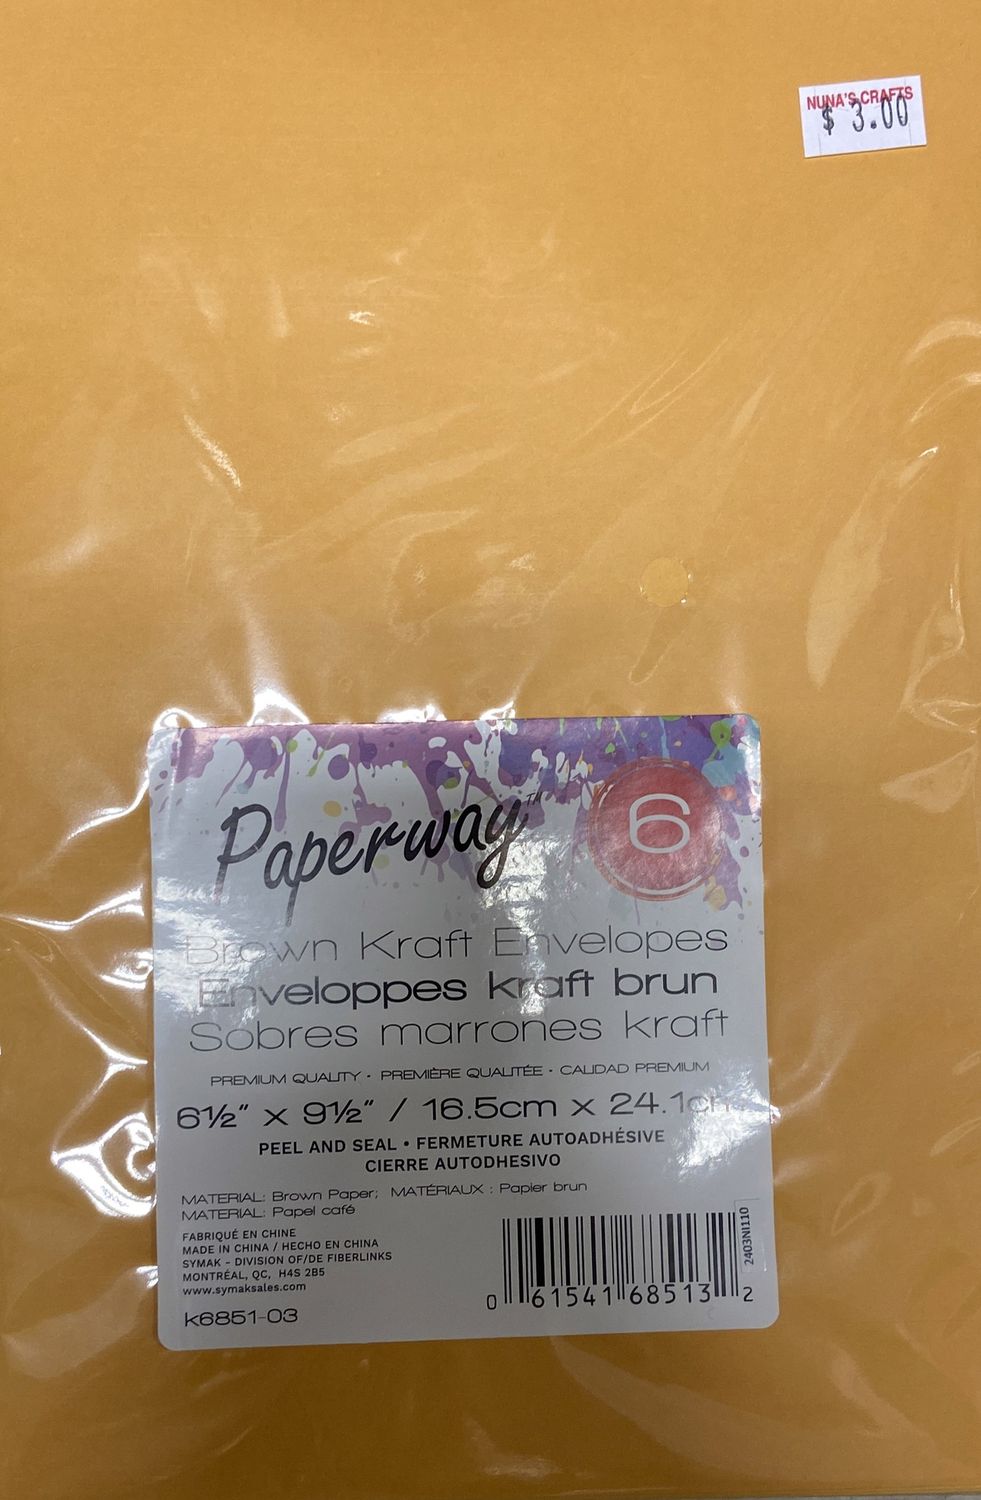 NUNA'S CRAFTS
$ 3.00
Paperway™
6
Brown Kraft Envelopes
Enveloppes kraft brun
Sobres marrones kraft
PREMIUM QUALITY • PREMIÈRE QUALITÉE • CALIDAD PREMIUM
6½" x 9½" / 16.5cm x 24.1cm
PEEL AND SEAL • FERMETURE AUTOADHÉSIVE
CIERRE AUTODHESIVO
MATERIAL: Brown Paper; MATÉRIAUX : Papier brun
MATERIAL: Papel café
FABRIQUÉ EN CHINE
MADE IN CHINA / HECHO EN CHINA
SYMAK - DIVISION OF/DE FIBERLINKS
MONTRÉAL, QC, H4S 2B5
www.symaksales.com
k6851-03
0 61541 68513 2
2403NI110